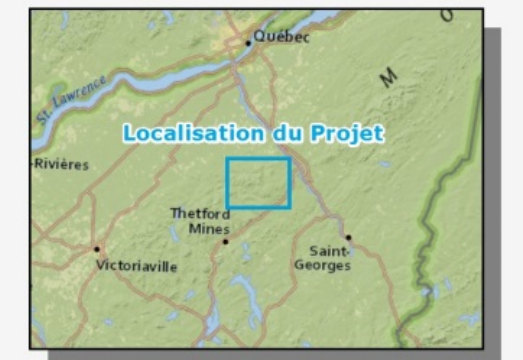 O
Québec
M
St. Lawrence
Localisation du Projet
-Rivières
Thetford
Mines
Saint-
Georges
Victoriaville